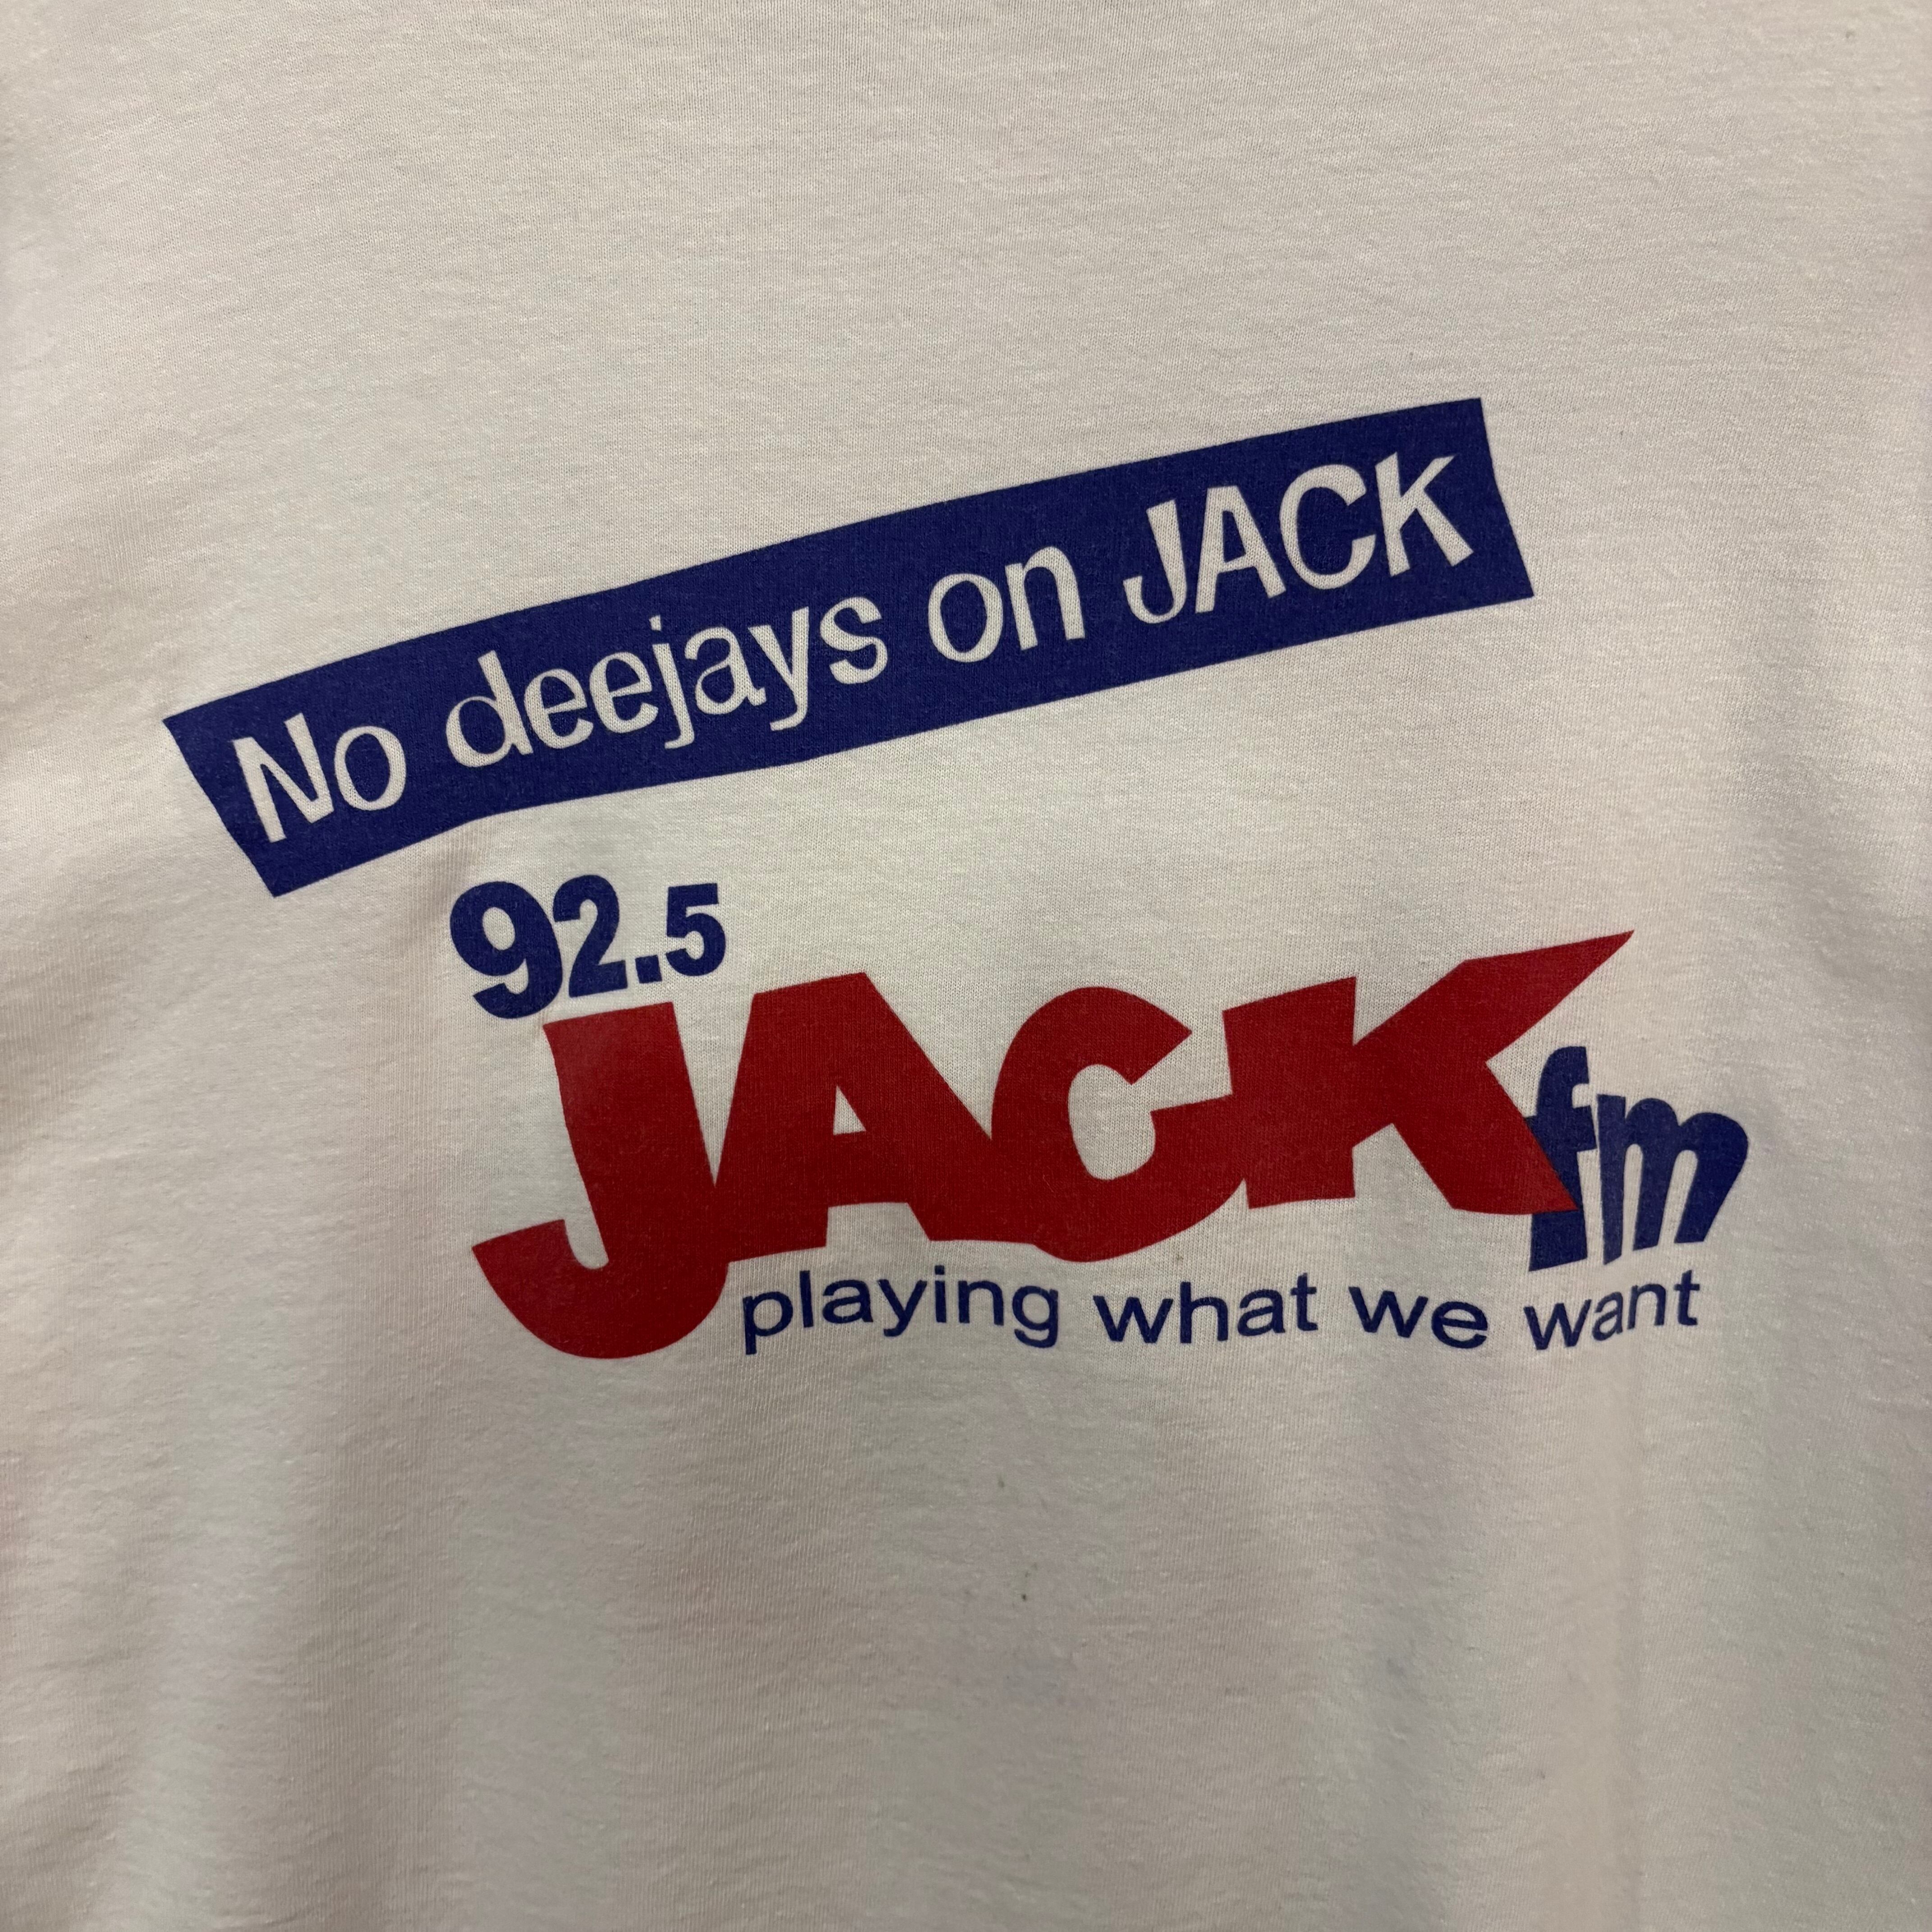 No deejays on JACK
92.5
JACK fm
playing what we want